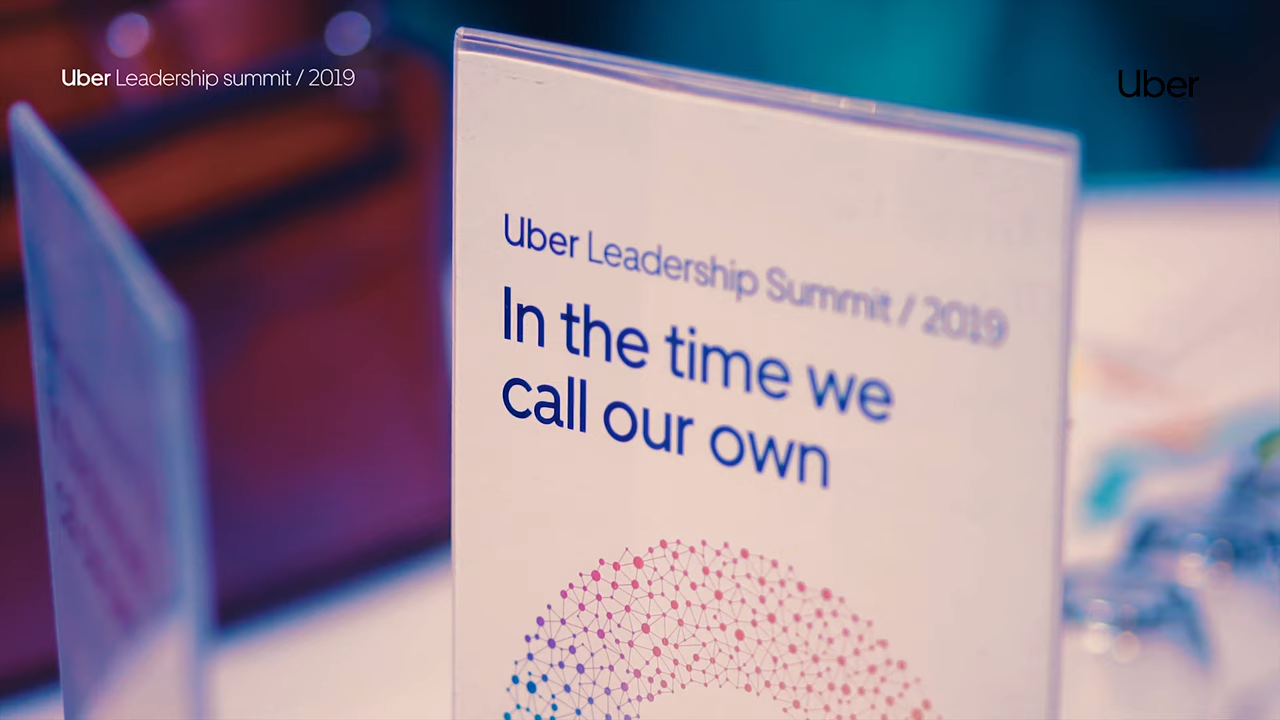 Uber Leadership summit / 2019
Uber
Uber Leadership Summit / 2019
In the time we
call our own